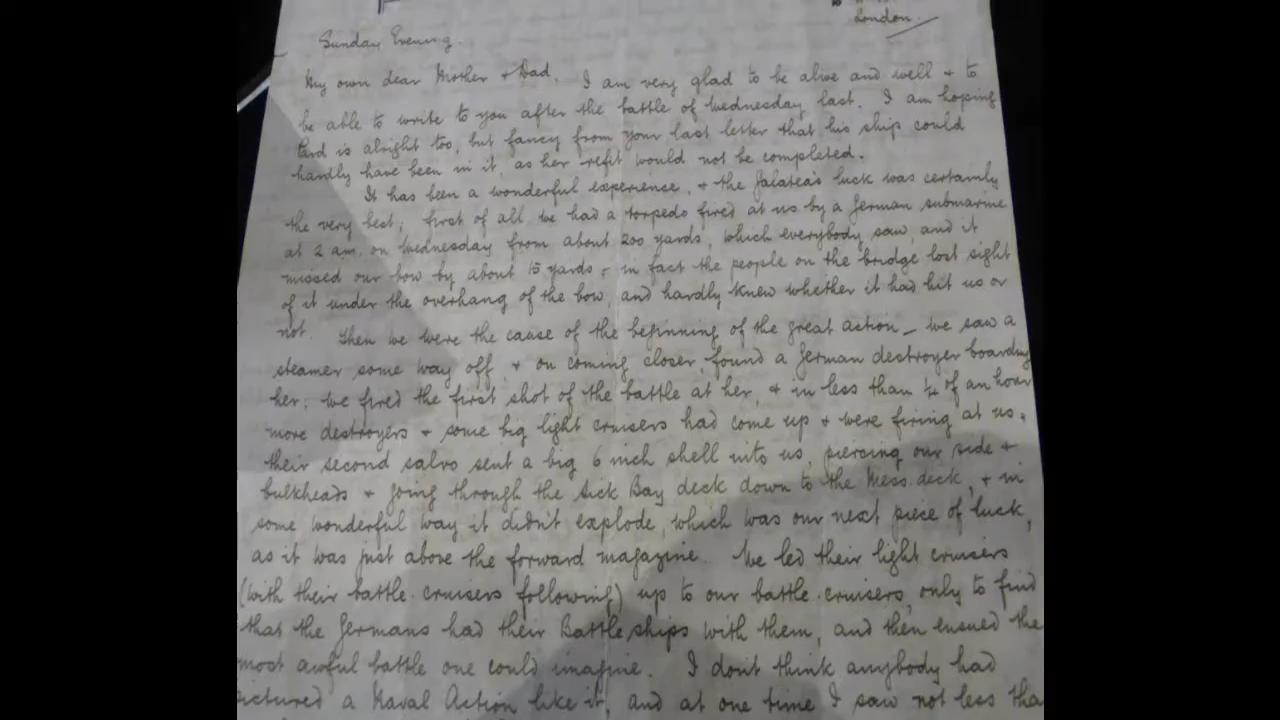 London.
Sunday Evening.
My own dear Mother + Dad. I am very glad to be alive and well + to
be able to write to you after the battle of Wednesday last. I am hoping
is alright too, but fancy from your last letter that his ship could
hardly have been in it, as her refit would not be completed.
It has been a wonderful experience, + the Galatea's luck was certainly
the very best; first of all we had a torpedo fired at us by a German submarine
at 2 am. on Wednesday from about 200 yards, which everybody saw, and it
missed our bow by about 15 yards, in fact the people on the bridge lost sight
of it under the overhang of the bow, and hardly knew whether it had hit us or
not. Then we were the cause of the beginning of the great action - we saw a
steamer some way off, + on coming closer, found a German destroyer boarding
her; we fired the first shot of the battle at her, + in less than ¼ of an hour
more destroyers + some big light cruisers had come up + were firing at us,
their second salvo sent a big 6 inch shell into us, piercing our side +
bulkheads + going through the Sick Bay deck down to the Mess deck, + in
some wonderful way it didn't explode, which was our next piece of luck,
as it was just above the forward magazine. We led their light cruisers
(with their battle-cruisers following) up to our battle-cruisers, only to find
that the Germans had their Battleships with them, and then ensued the
most awful battle one could imagine. I don't think anybody had
pictured a Naval Action like it, and at one time I saw not less tha